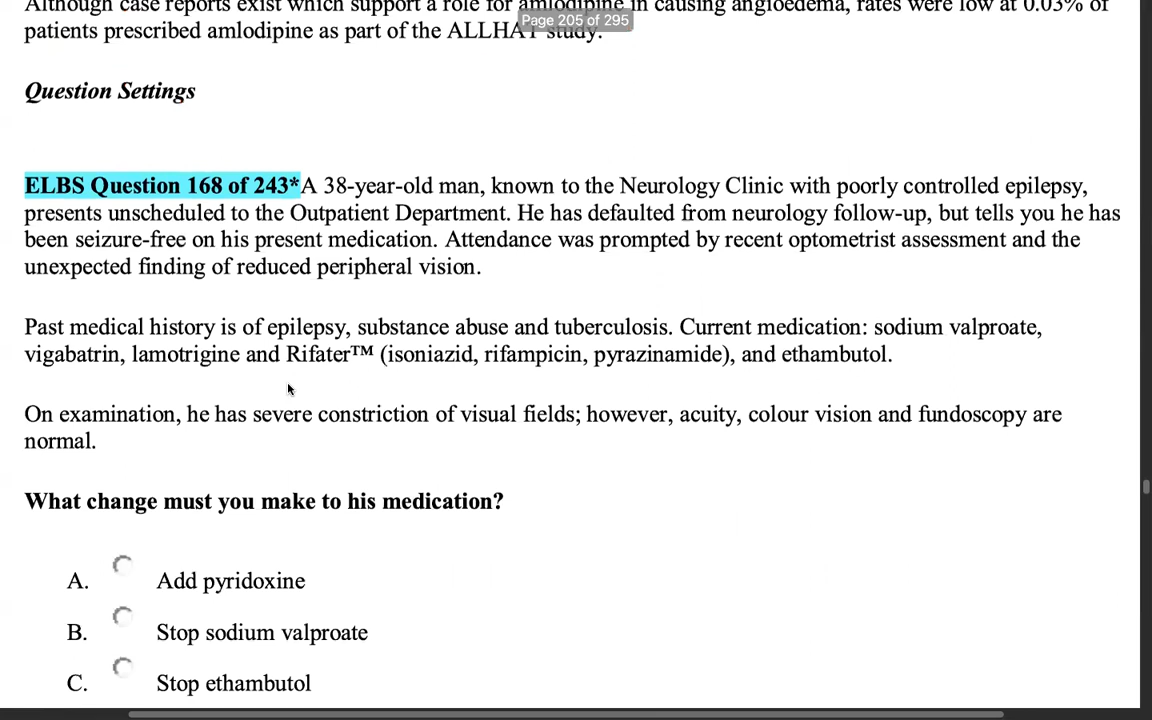 Although case reports exist which support a role for amlodipine in causing angioedema, rates were low at 0.03% of
Page 205 of 295
patients prescribed amlodipine as part of the ALLHAT study.
Question Settings
ELBS Question 168 of 243*A 38-year-old man, known to the Neurology Clinic with poorly controlled epilepsy,
presents unscheduled to the Outpatient Department. He has defaulted from neurology follow-up, but tells you he has
been seizure-free on his present medication. Attendance was prompted by recent optometrist assessment and the
unexpected finding of reduced peripheral vision.
Past medical history is of epilepsy, substance abuse and tuberculosis. Current medication: sodium valproate,
vigabatrin, lamotrigine and Rifater™ (isoniazid, rifampicin, pyrazinamide), and ethambutol.
On examination, he has severe constriction of visual fields; however, acuity, colour vision and fundoscopy are
normal.
What change must you make to his medication?
A. Add pyridoxine
B. Stop sodium valproate
C. Stop ethambutol